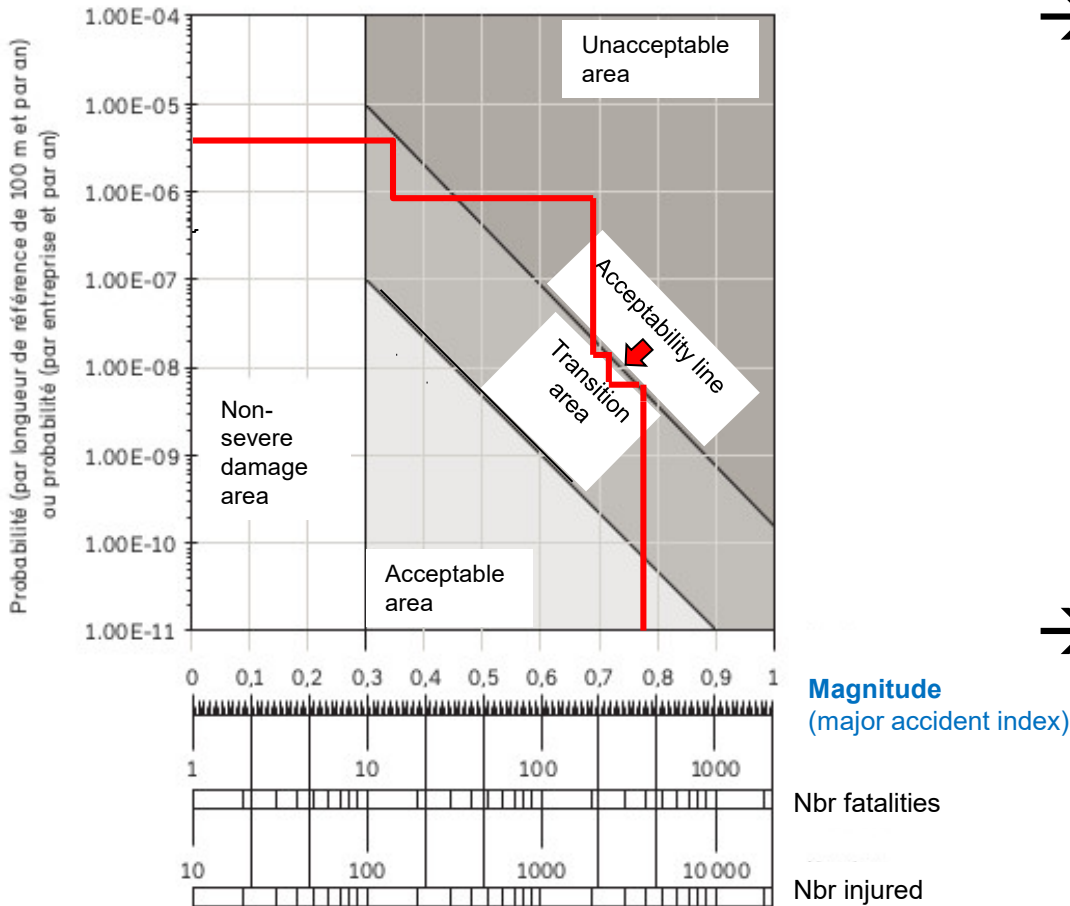 Probabilité (par longueur de référence de 100 m et par an)
ou probabilité (par entreprise et par an)
1.00E-04
1.00E-05
1.00E-06
1.00E-07
1.00E-08
1.00E-09
1.00E-10
1.00E-11
Unacceptable
area
Acceptability line
Transition
area
Non-
severe
damage
area
Acceptable
area
0 0,1 0,2 0,3 0,4 0,5 0,6 0,7 0,8 0,9 1
Magnitude
(major accident index)
1 10 100 1000
Nbr fatalities
10 100 1000 10 000
Nbr injured